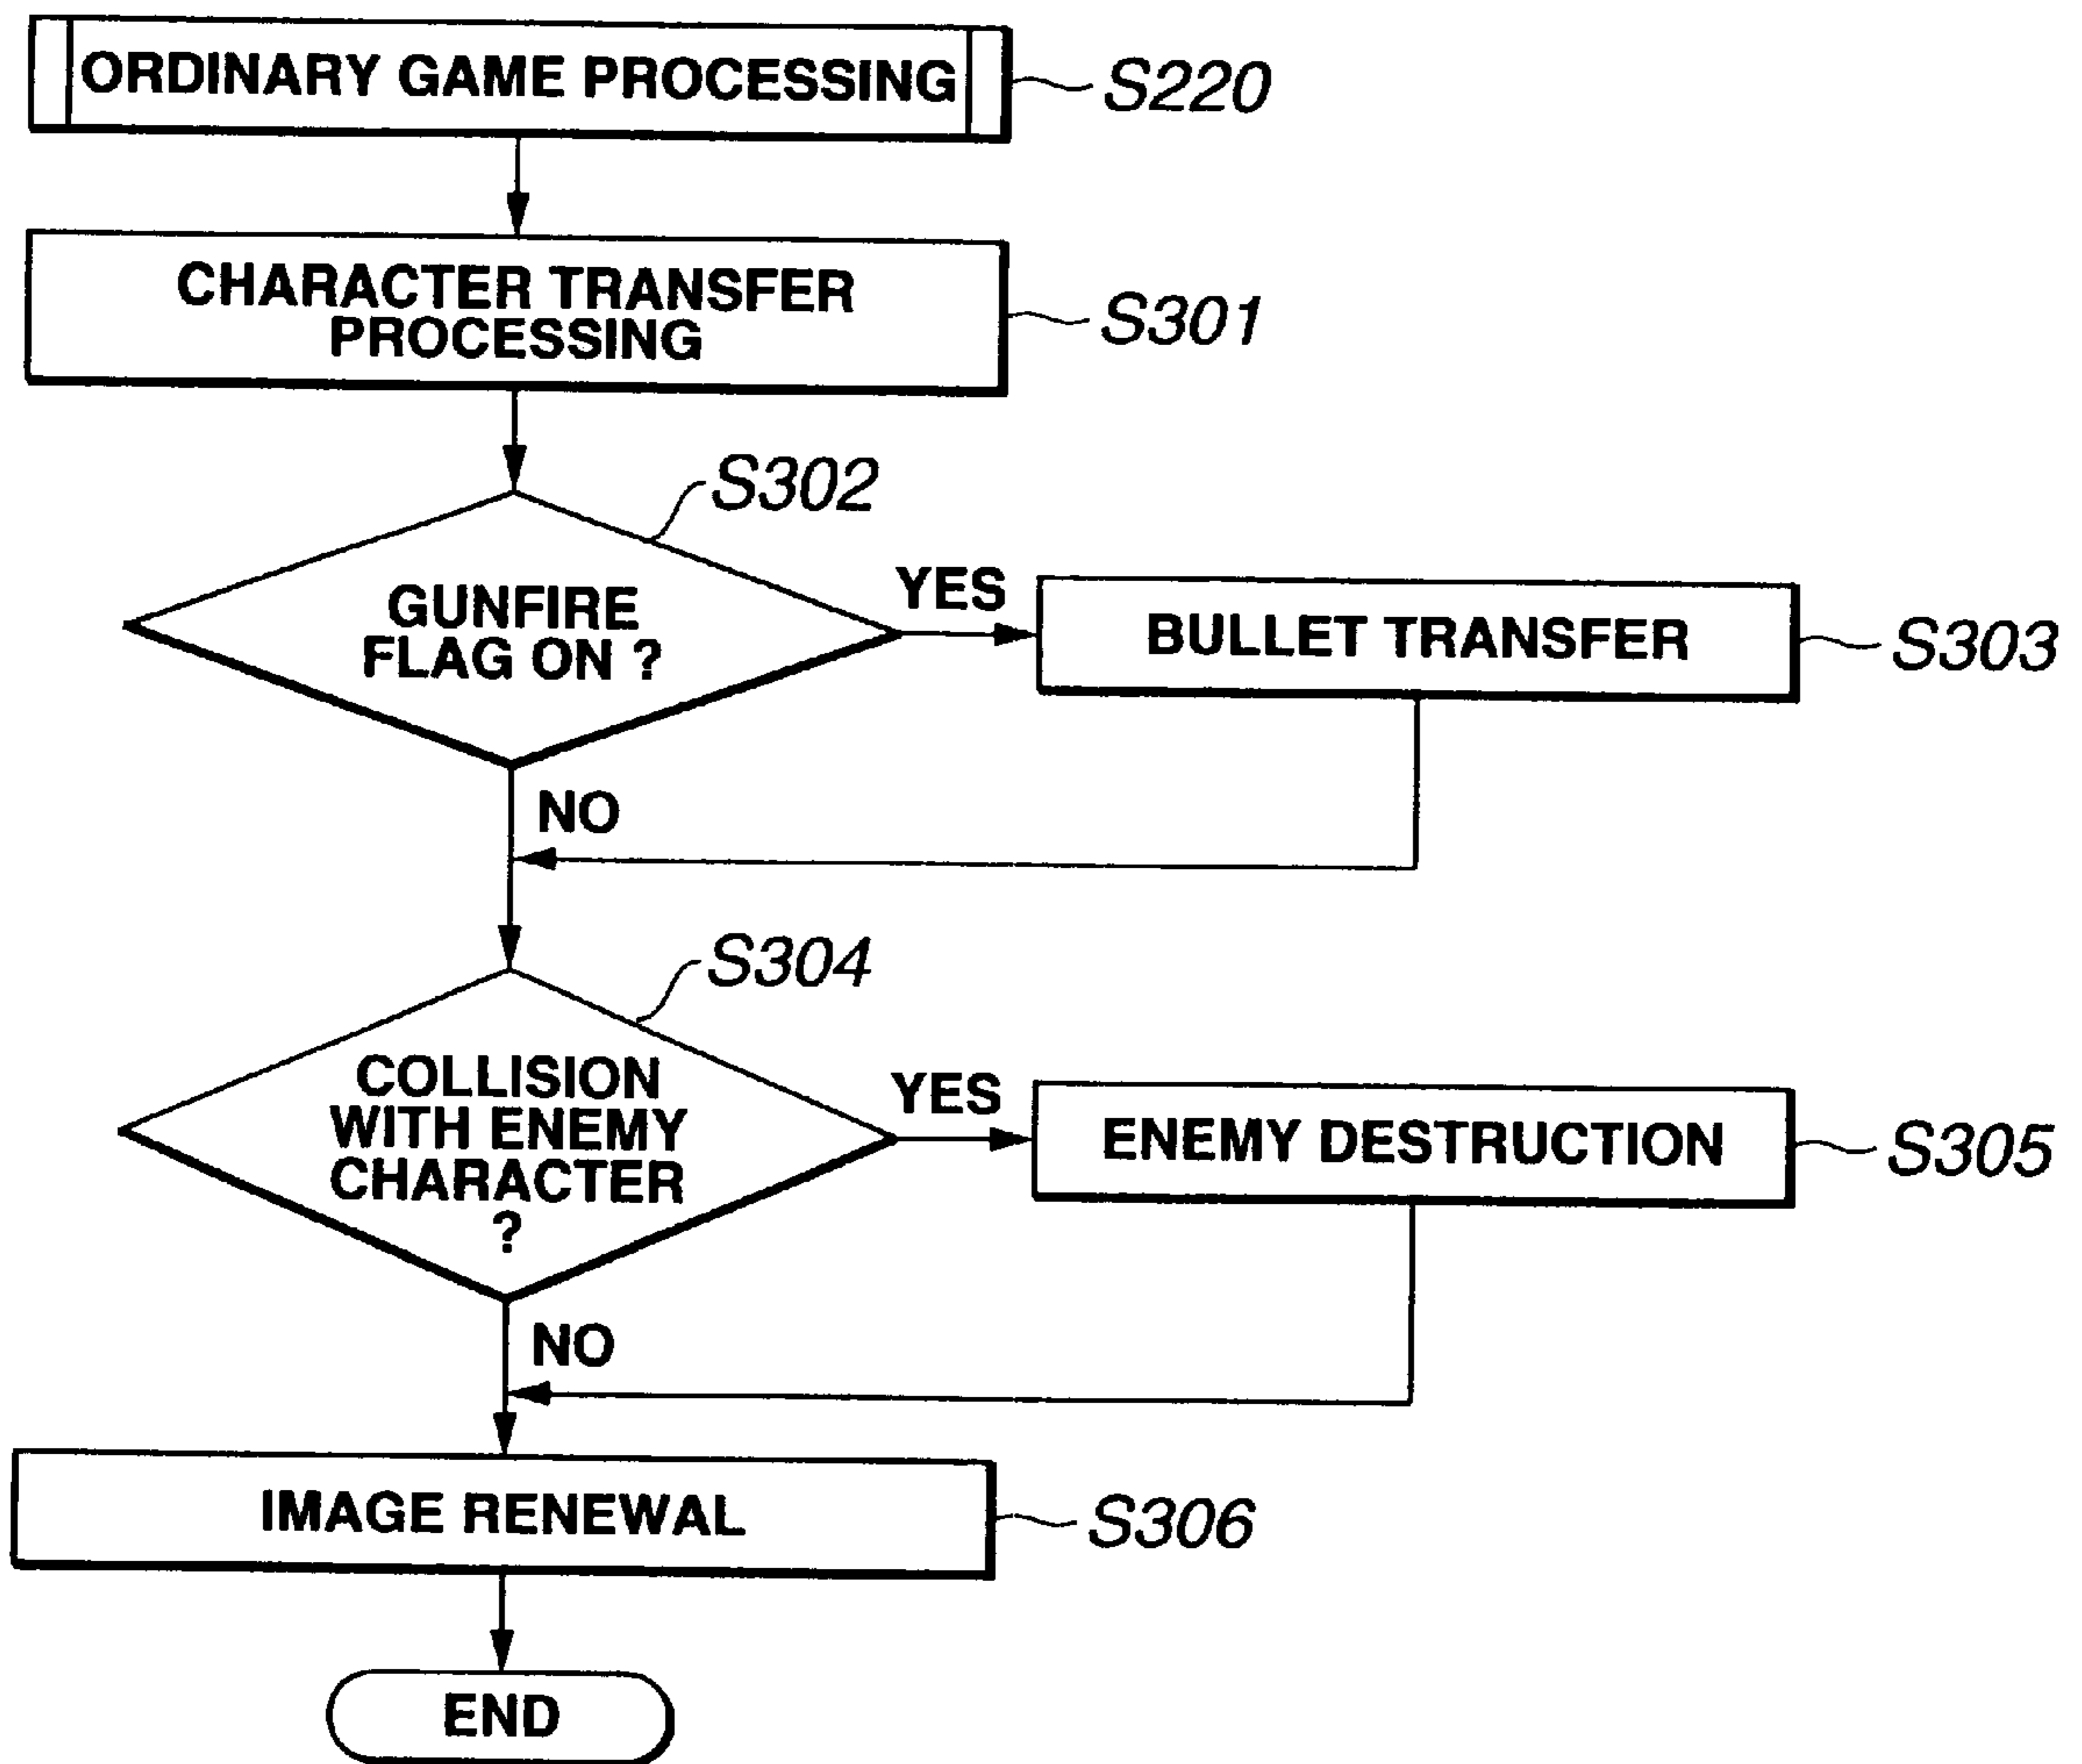 ORDINARY GAME PROCESSING
S220
CHARACTER TRANSFER
PROCESSING
S301
S302
GUNFIRE
FLAG ON ?
YES
BULLET TRANSFER
S303
NO
S304
COLLISION
WITH ENEMY
CHARACTER
?
YES
ENEMY DESTRUCTION
S305
NO
IMAGE RENEWAL
S306
END